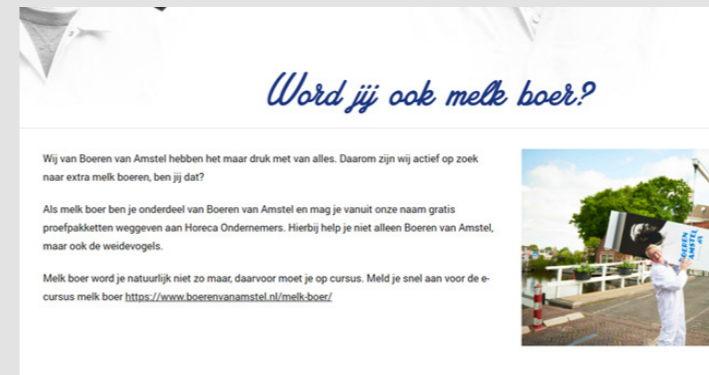 Word jij ook melk boer?
Wij van Boeren van Amstel hebben het maar druk met van alles. Daarom zijn wij actief op zoek
naar extra melk boeren, ben jij dat?
Als melk boer ben je onderdeel van Boeren van Amstel en mag je vanuit onze naam gratis
proefpakketten weggeven aan Horeca Ondernemers. Hierbij help je niet alleen Boeren van Amstel,
maar ook de weidevogels.
Melk boer word je natuurlijk niet zo maar, daarvoor moet je op cursus. Meld je snel aan voor de e-
cursus melk boer https://www.boerenvanamstel.nl/melk-boer/
BOEREN
AMSTEL